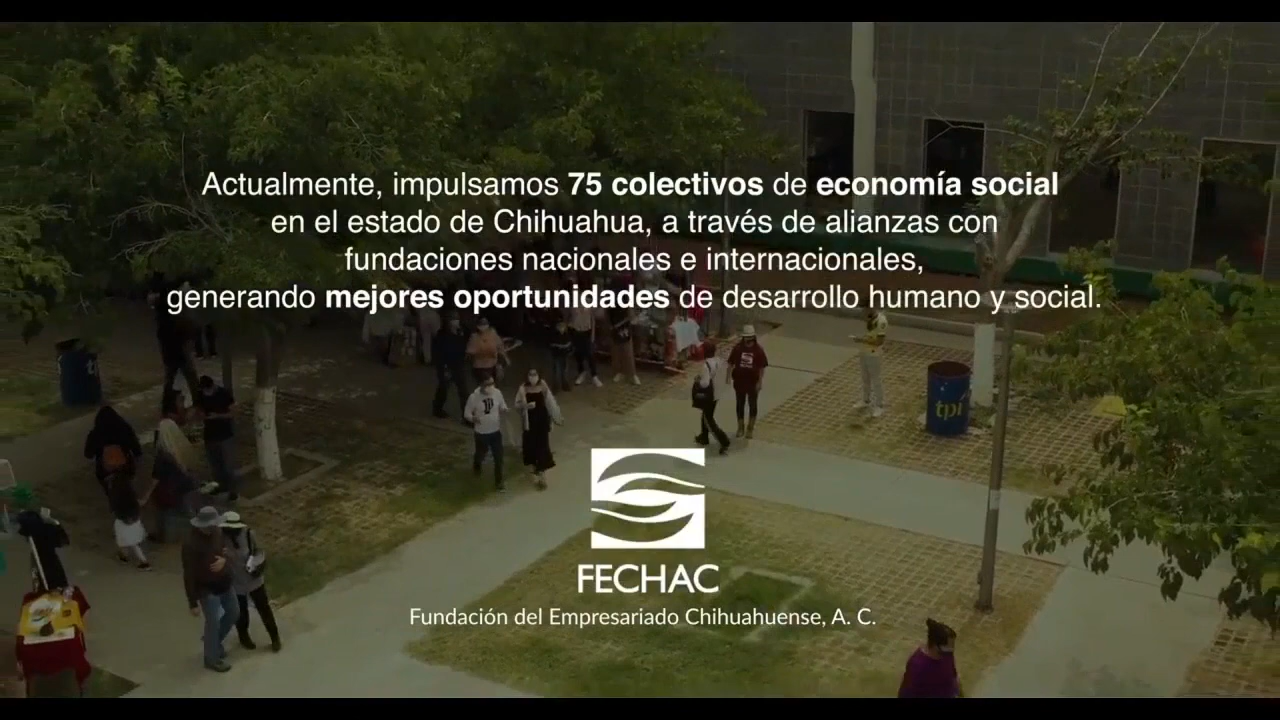 Actualmente, impulsamos 75 colectivos de economía social
en el estado de Chihuahua, a través de alianzas con
fundaciones nacionales e internacionales,
generando mejores oportunidades de desarrollo humano y social.
tpi
FECHAC
Fundación del Empresariado Chihuahuense, A. C.